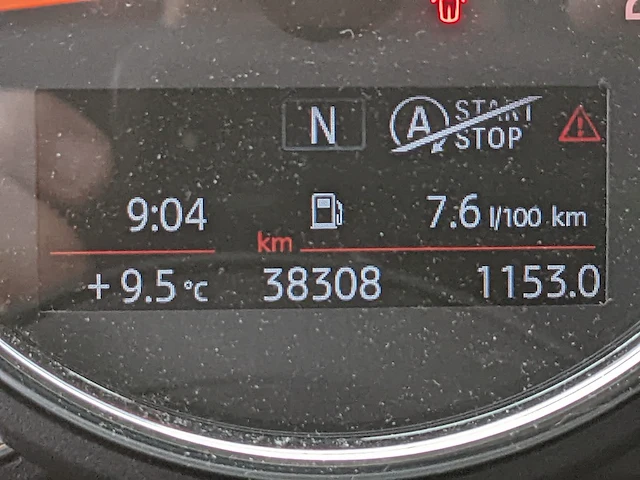 N A START
STOP
9:04 7.6 l/100 km
km
+9.5 °C 38308 1153.0